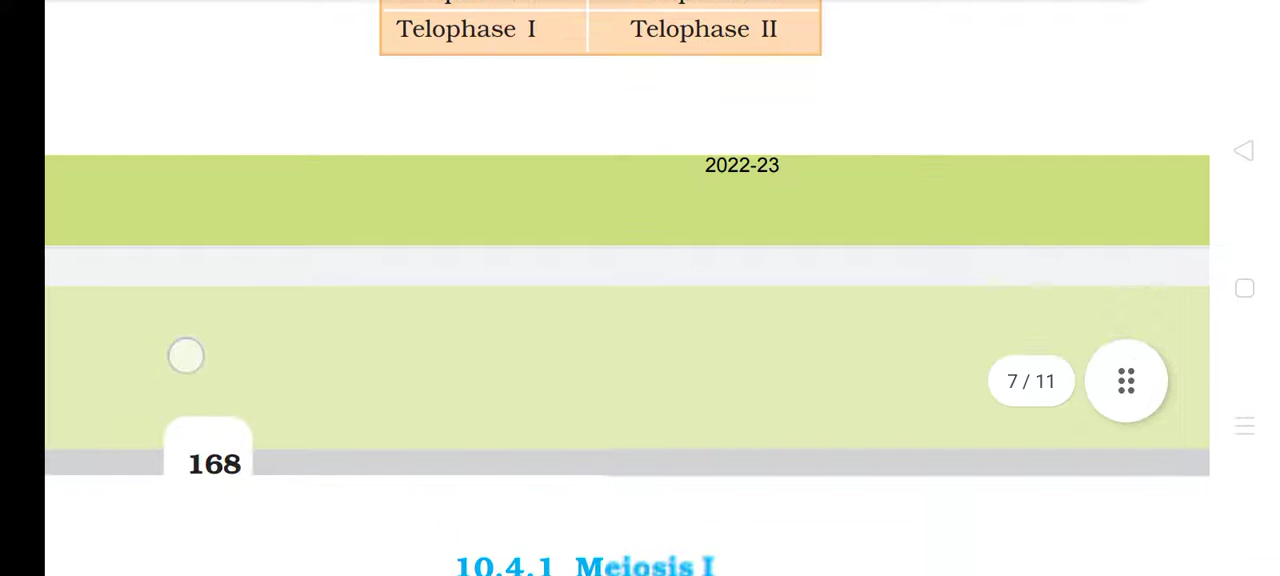 Telophase I Telophase II
2022-23
7 / 11
168
10.4.1 Meiosis I